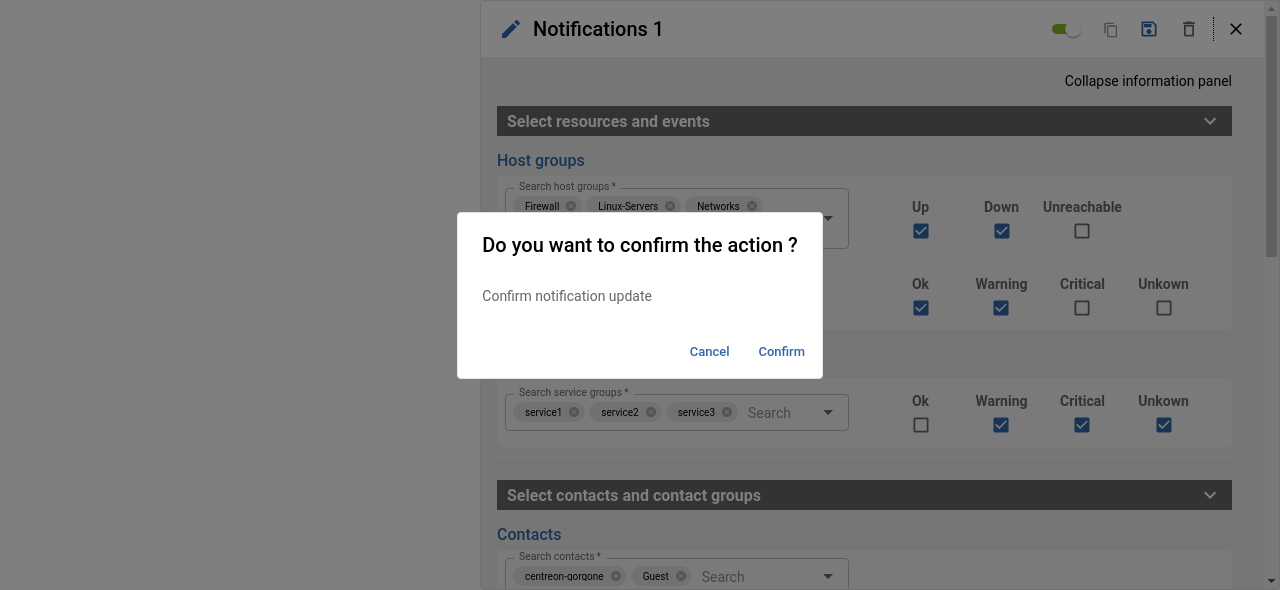 Notifications 1
Collapse information panel
Select resources and events
Host groups
Search host groups *
Firewall Linux-Servers Networks
Up Down Unreachable
Do you want to confirm the action ?
Confirm notification update
Cancel Confirm
Ok Warning Critical Unkown
Search service groups *
service1 service2 service3 Search
Ok Warning Critical Unkown
Select contacts and contact groups
Contacts
Search contacts *
centreon-gorgone Guest Search